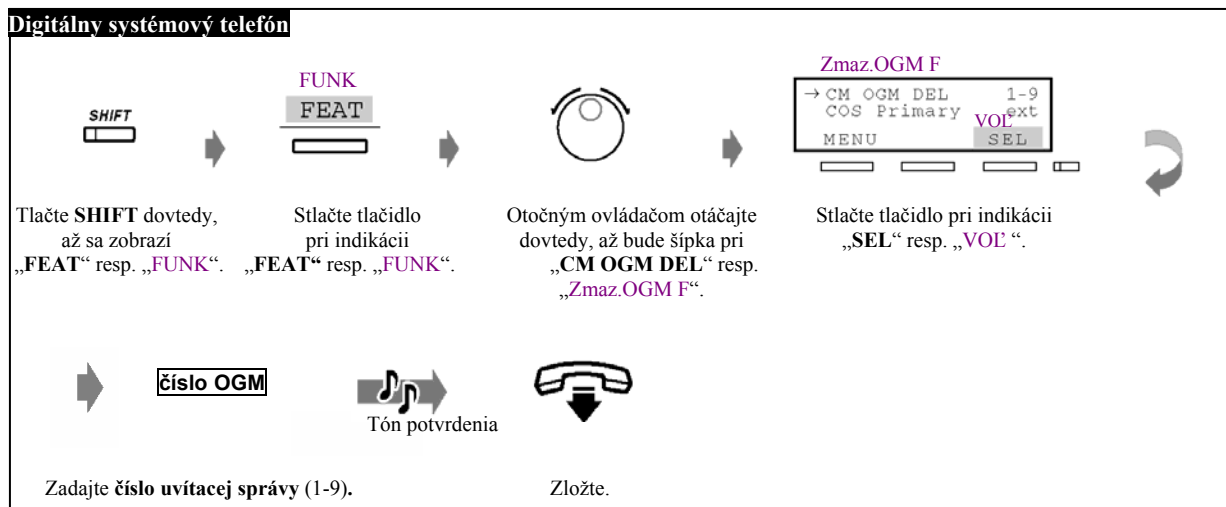 Digitálny systémový telefón
SHIFT
FUNK
FEAT
Zmaz.OGM F
→ CM OGM DEL 1-9
COS Primary ext
VOĽ
MENU SEL
Tlačte SHIFT dovtedy,
až sa zobrazí
„FEAT“ resp. „FUNK“.
Stlačte tlačidlo
pri indikácii
„FEAT“ resp. „FUNK“.
Otočným ovládačom otáčajte
dovtedy, až bude šípka pri
„CM OGM DEL“ resp.
„Zmaz.OGM F“.
Stlačte tlačidlo pri indikácii
„SEL“ resp. „VOĽ “.
číslo OGM
Tón potvrdenia
Zadajte číslo uvítacej správy (1-9).
Zložte.